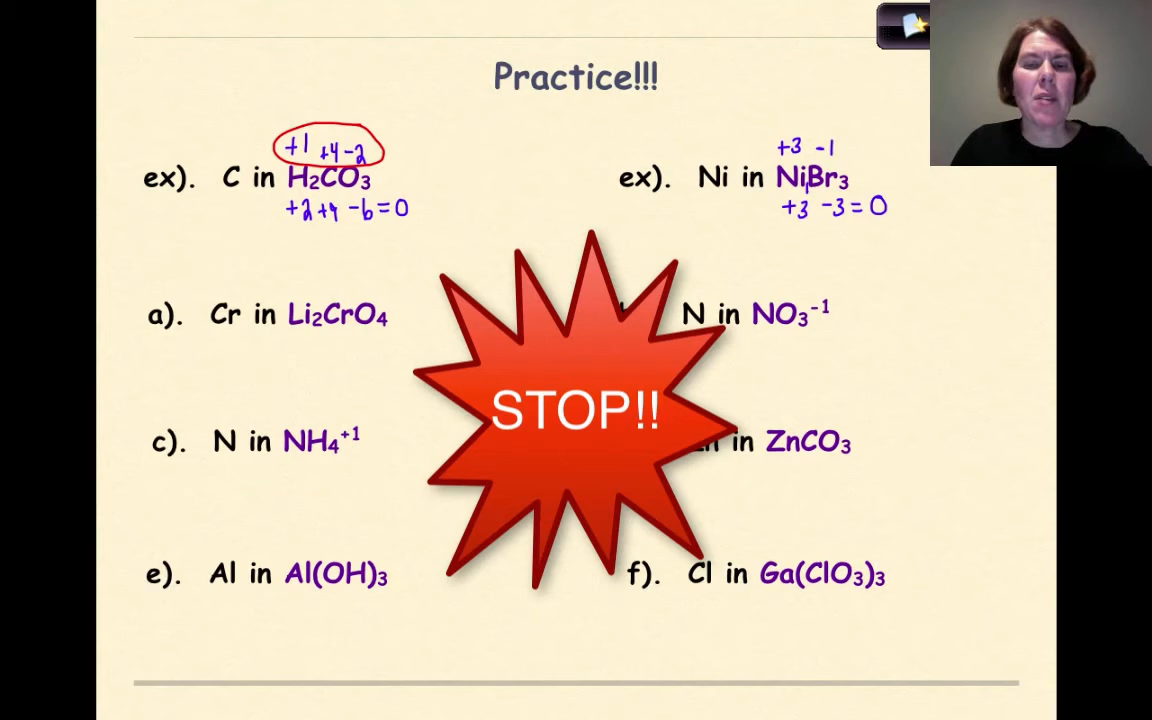 Practice!!!
+1 +4 -2
+3 -1
ex). C in H₂CO₃
ex). Ni in NiBr₃
+2 +4 -6 = 0
+3 -3 = 0
a). Cr in Li₂CrO₄
N in NO₃⁻¹
STOP!!
c). N in NH₄⁺¹
in ZnCO₃
e). Al in Al(OH)₃
f). Cl in Ga(ClO₃)₃